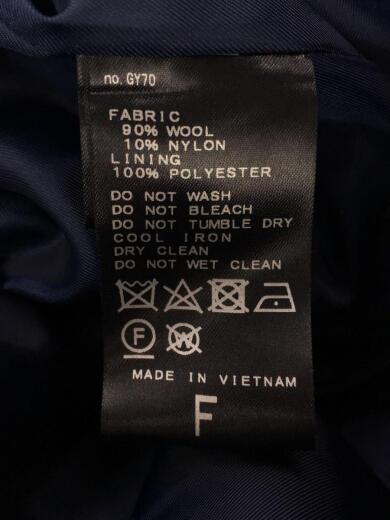 no. GY70
FABRIC
90% WOOL
10% NYLON
LINING
100% POLYESTER
DO NOT WASH
DO NOT BLEACH
DO NOT TUMBLE DRY
COOL IRON
DRY CLEAN
DO NOT WET CLEAN
F W
MADE IN VIETNAM
F